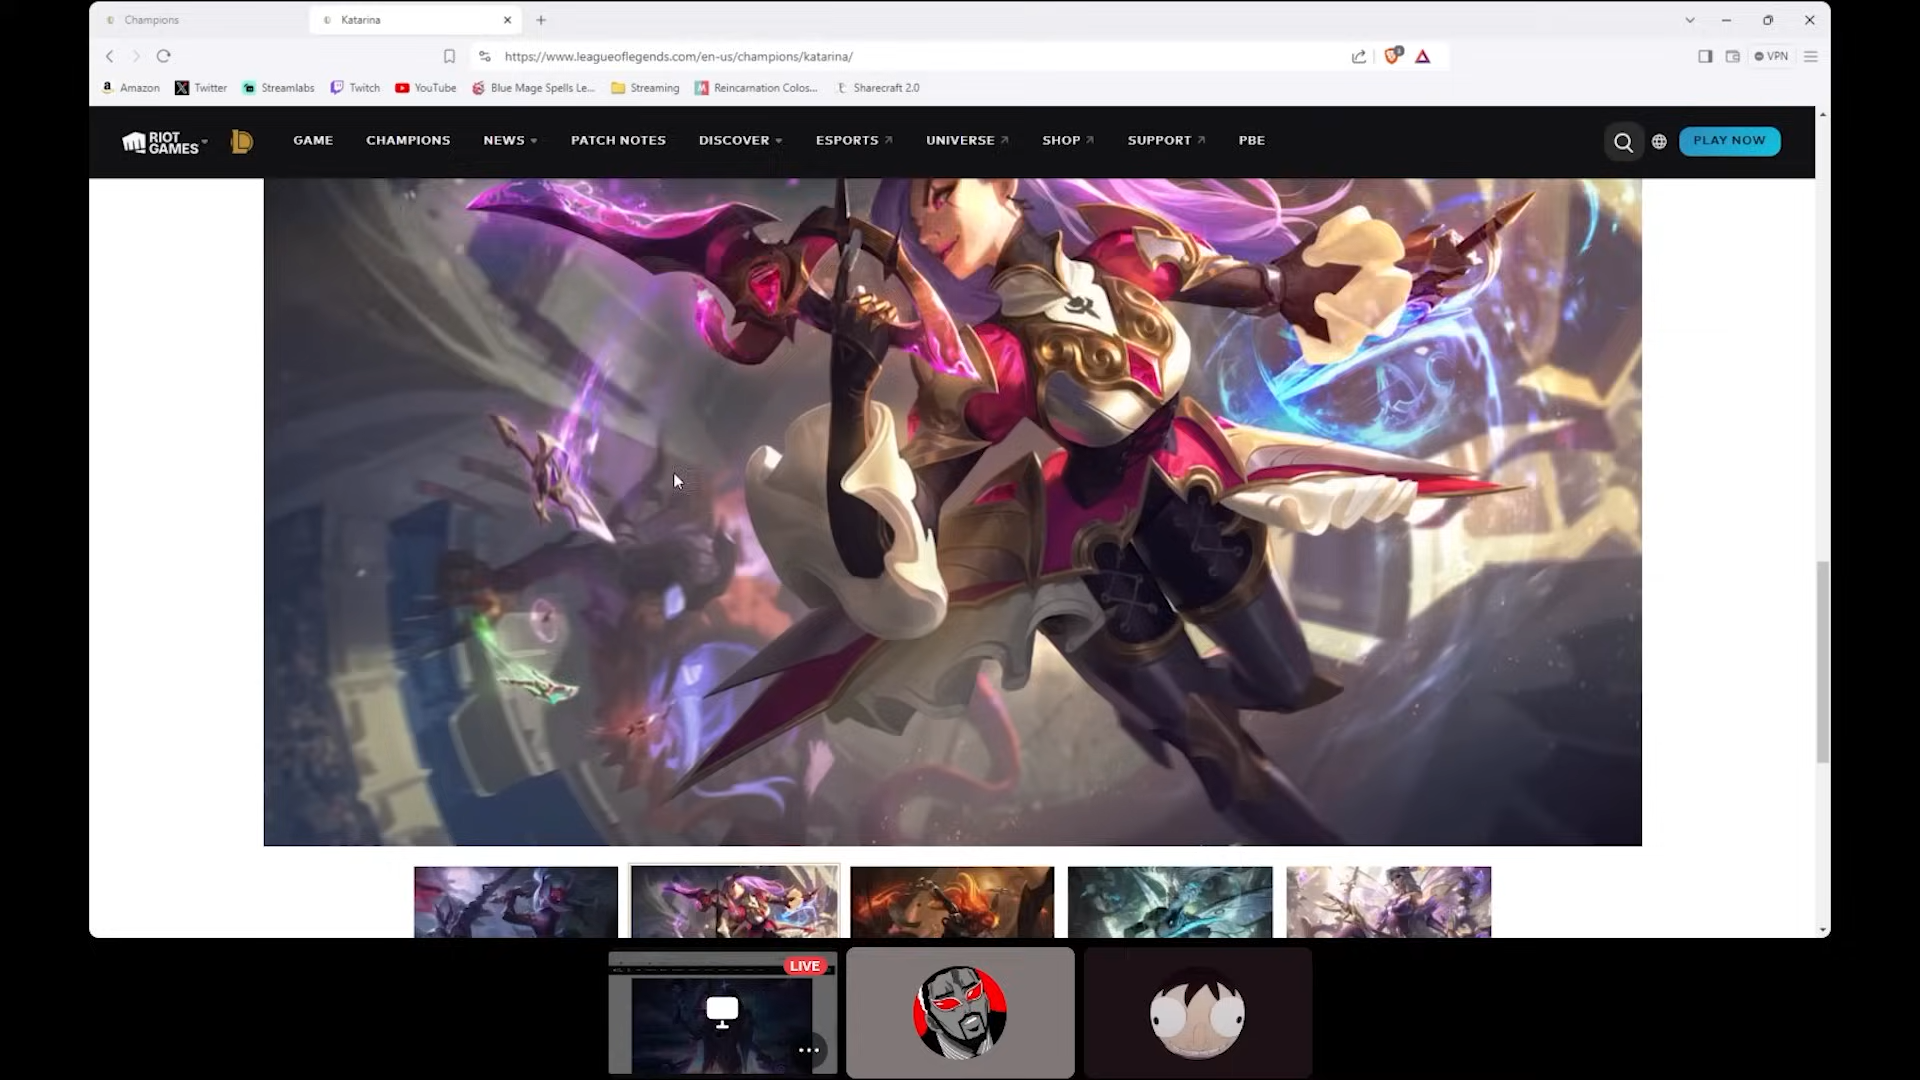 Champions
Katarina
https://www.leagueoflegends.com/en-us/champions/katarina/
VPN
Amazon
Twitter
Streamlabs
Twitch
YouTube
Blue Mage Spells Le...
Streaming
Reincarnation Colos...
Sharecraft 2.0
RIOT
GAMES
GAME
CHAMPIONS
NEWS
PATCH NOTES
DISCOVER
ESPORTS
UNIVERSE
SHOP
SUPPORT
PBE
PLAY NOW
LIVE